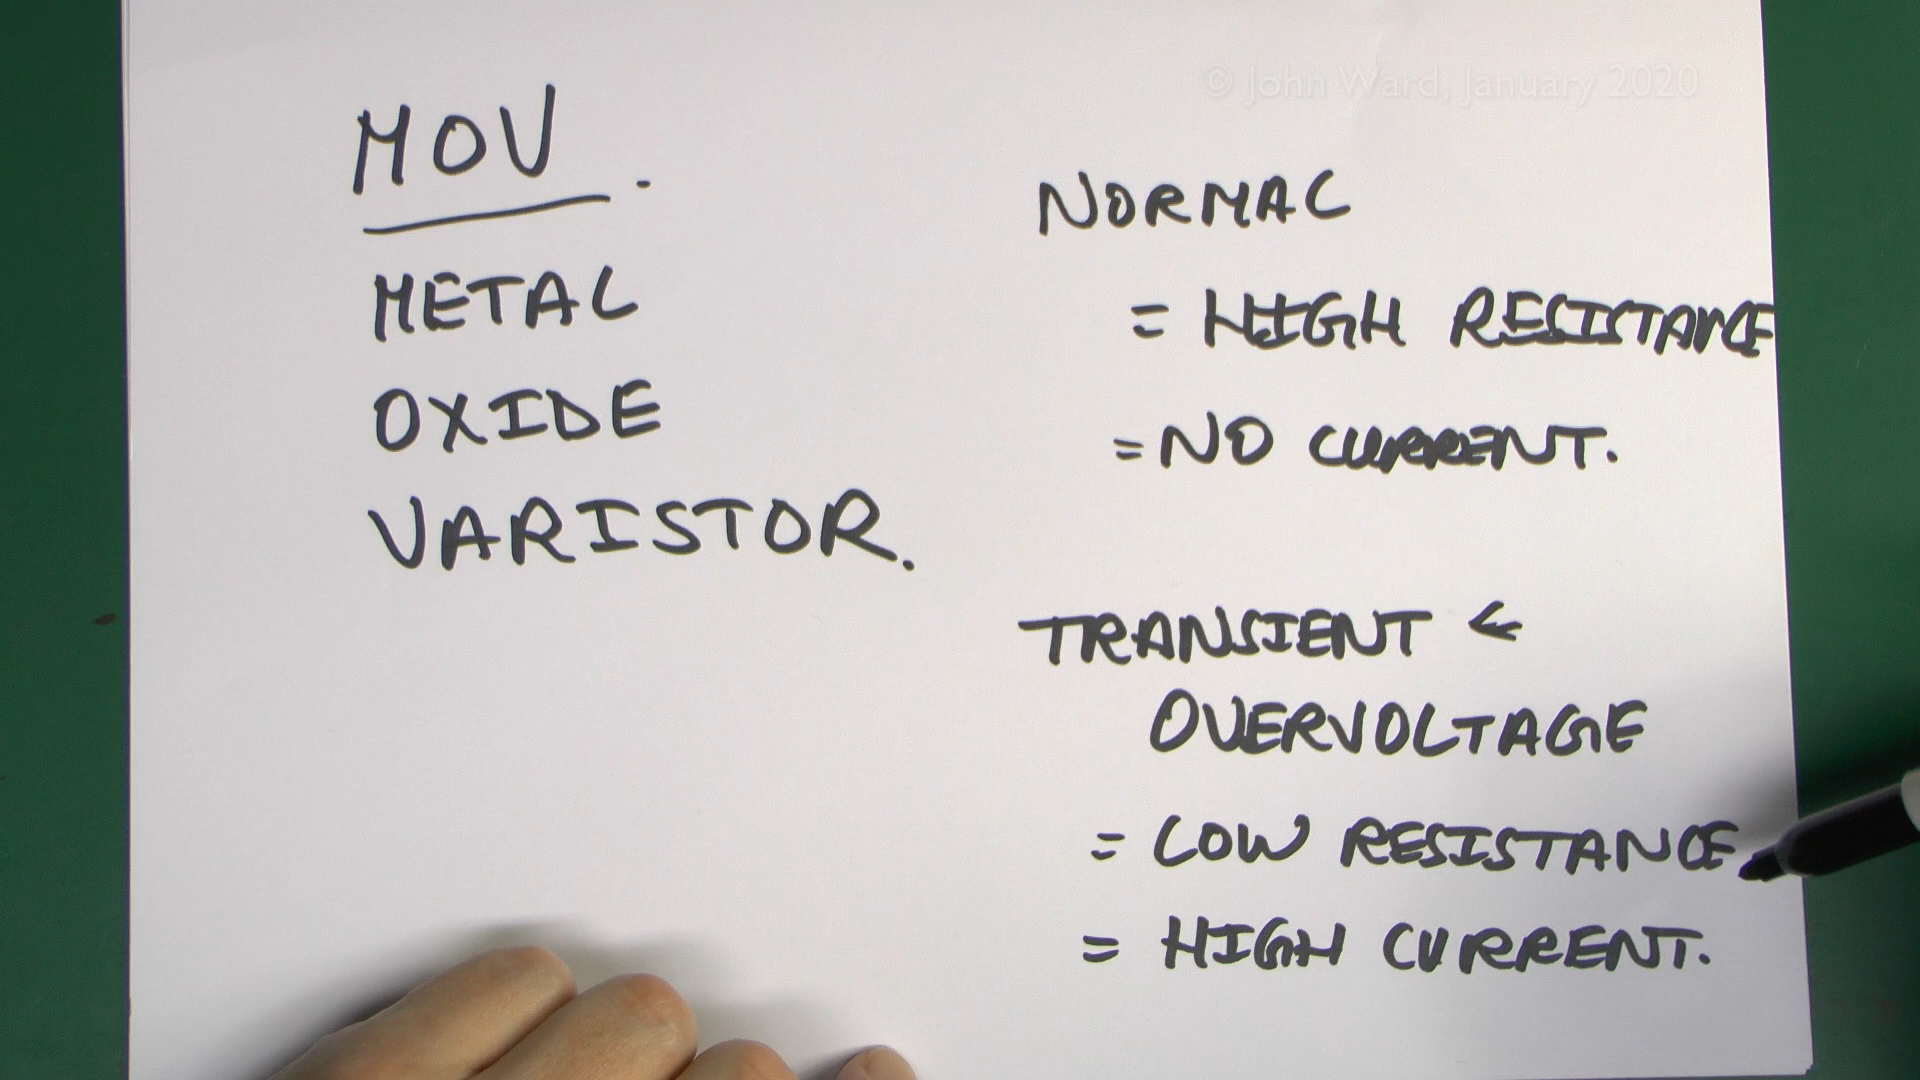 © John Ward, January 2020
MOV.
METAL
OXIDE
VARISTOR.
NORMAL
= HIGH RESISTANCE
= NO CURRENT.
TRANSIENT <
OVERVOLTAGE
= LOW RESISTANCE
= HIGH CURRENT.